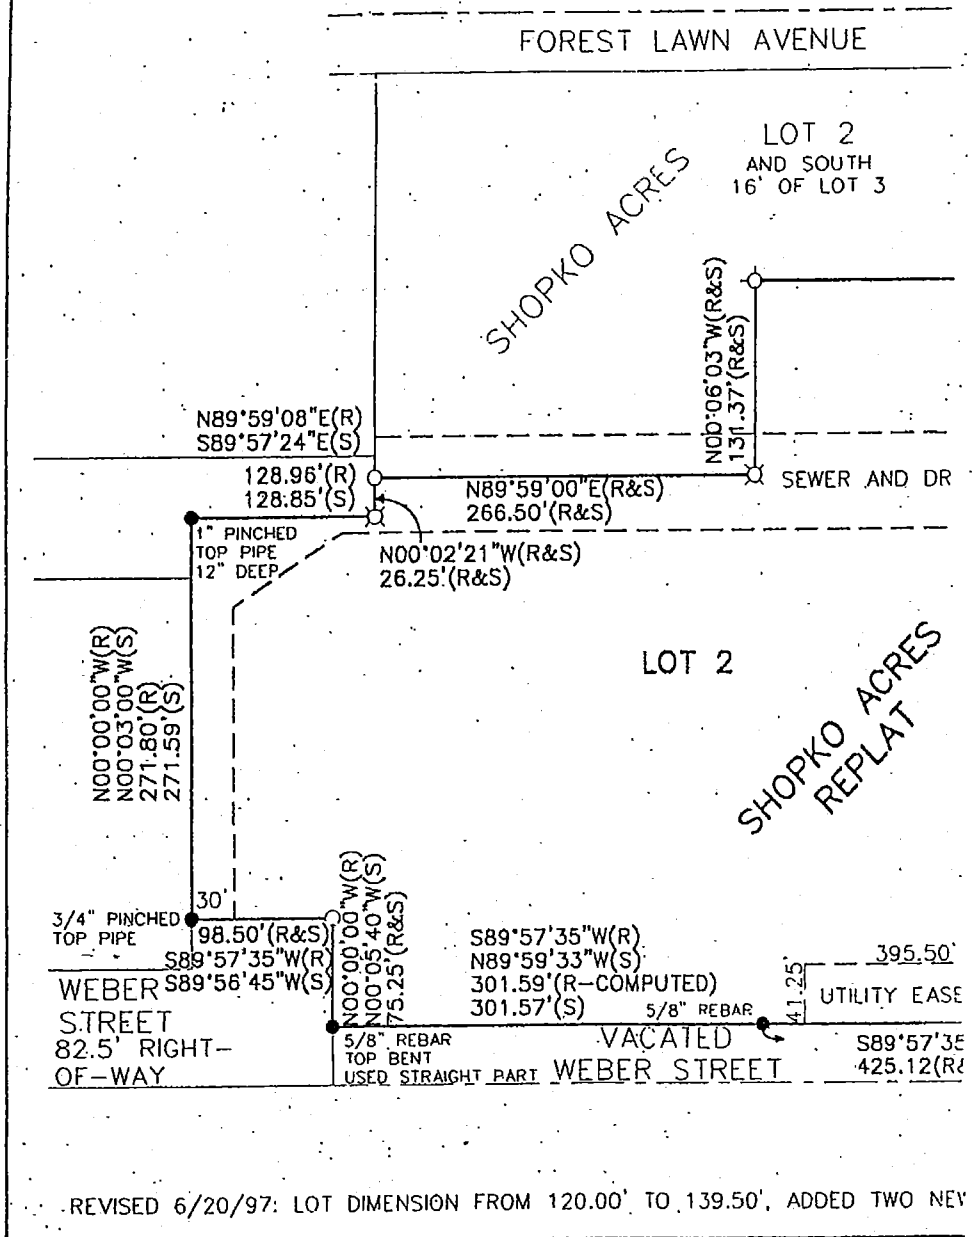 FOREST LAWN AVENUE
LOT 2
AND SOUTH
16' OF LOT 3
SHOPKO ACRES
N00°06'03"W(R&S)
131.37'(R&S)
N89°59'08"E(R)
S89°57'24"E(S)
128.96'(R)
128.85'(S)
N89°59'00"E(R&S)
266.50'(R&S)
SEWER AND DR
1" PINCHED
TOP PIPE
12" DEEP
N00°02'21"W(R&S)
26.25'(R&S)
N00°00'00"W(R)
N00°03'00"W(S)
271.80'(R)
271.59'(S)
LOT 2
SHOPKO ACRES
REPLAT
30'
3/4" PINCHED
TOP PIPE
98.50'(R&S)
S89°57'35"W(R)
S89°56'45"W(S)
N00°00'00"W(R)
N00°05'40"W(S)
75.25'(R&S)
S89°57'35"W(R)
N89°59'33"W(S)
301.59'(R-COMPUTED)
301.57'(S)
5/8" REBAR
41.25'
395.50'
UTILITY EASE
WEBER
STREET
82.5' RIGHT-
OF-WAY
5/8" REBAR
TOP BENT
USED STRAIGHT PART
VACATED
WEBER STREET
S89°57'35
425.12(R&
REVISED 6/20/97: LOT DIMENSION FROM 120.00' TO 139.50', ADDED TWO NEW